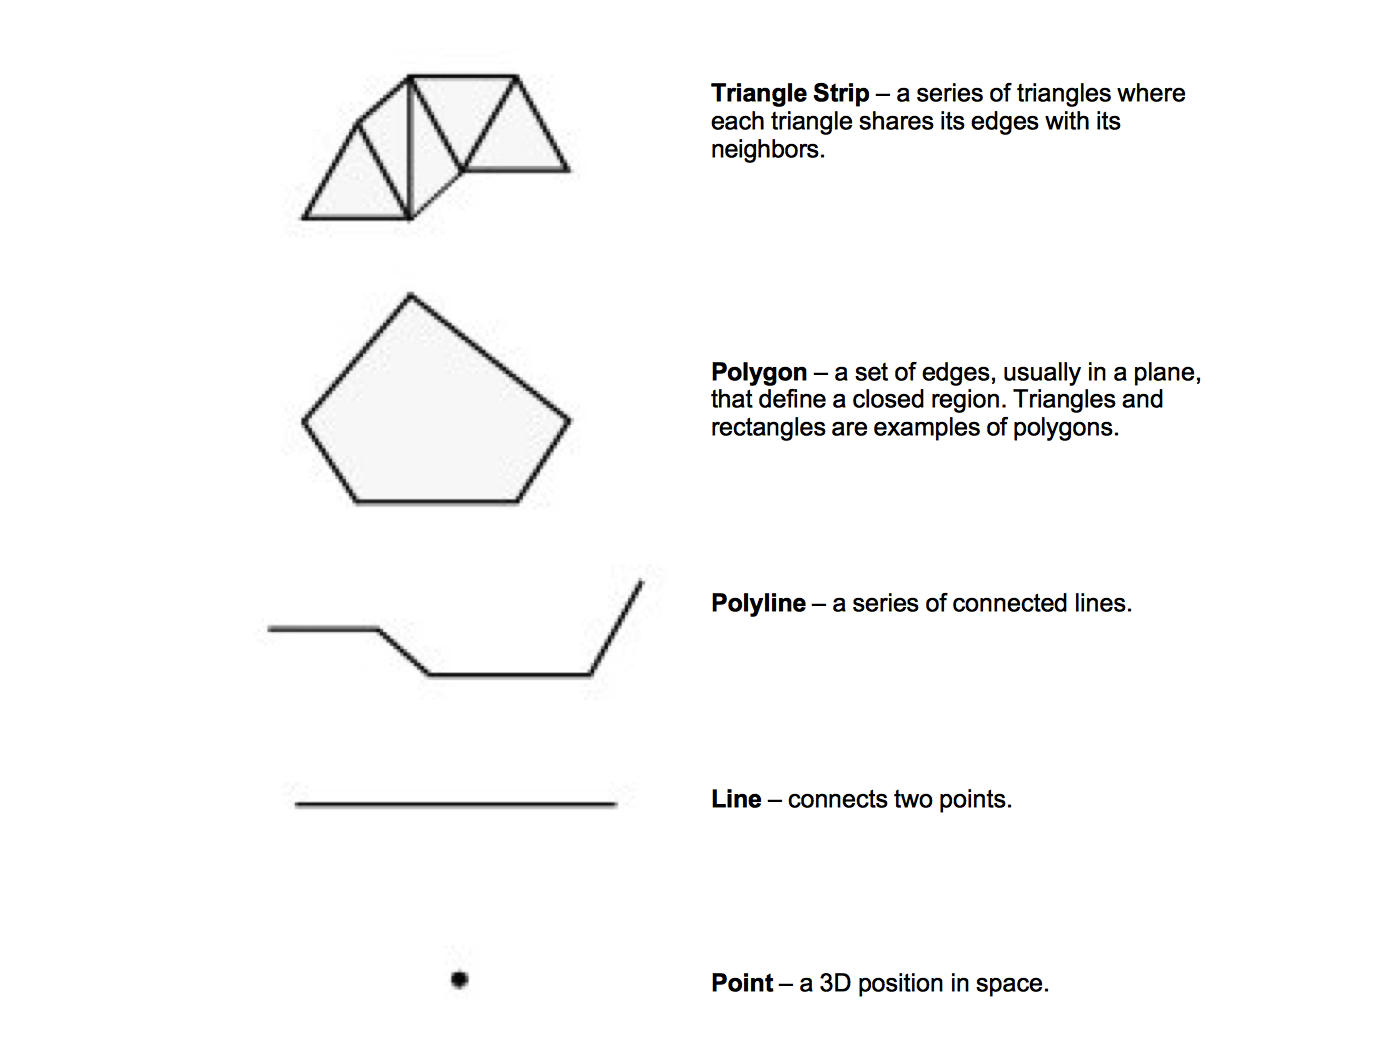 Triangle Strip – a series of triangles where
each triangle shares its edges with its
neighbors.
Polygon – a set of edges, usually in a plane,
that define a closed region. Triangles and
rectangles are examples of polygons.
Polyline – a series of connected lines.
Line – connects two points.
Point – a 3D position in space.